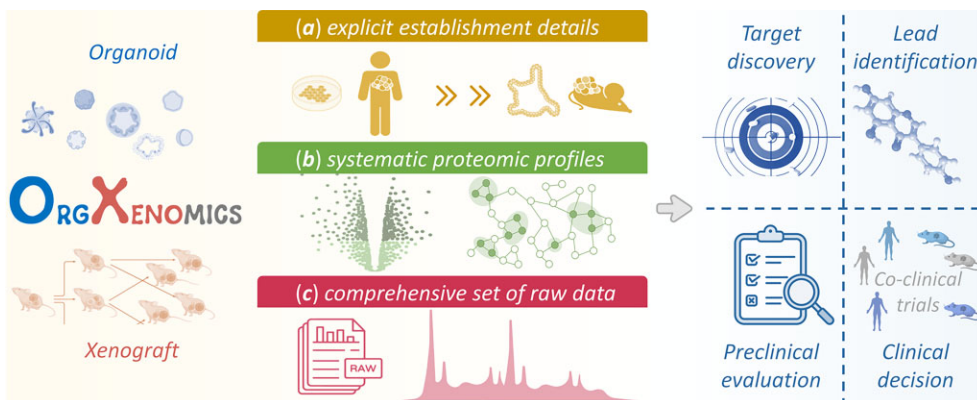 Organoid
ORGXENOMICS
Xenograft
(a) explicit establishment details
(b) systematic proteomic profiles
(c) comprehensive set of raw data
RAW
Target
discovery
Lead
identification
Preclinical
evaluation
Co-clinical
trials
Clinical
decision